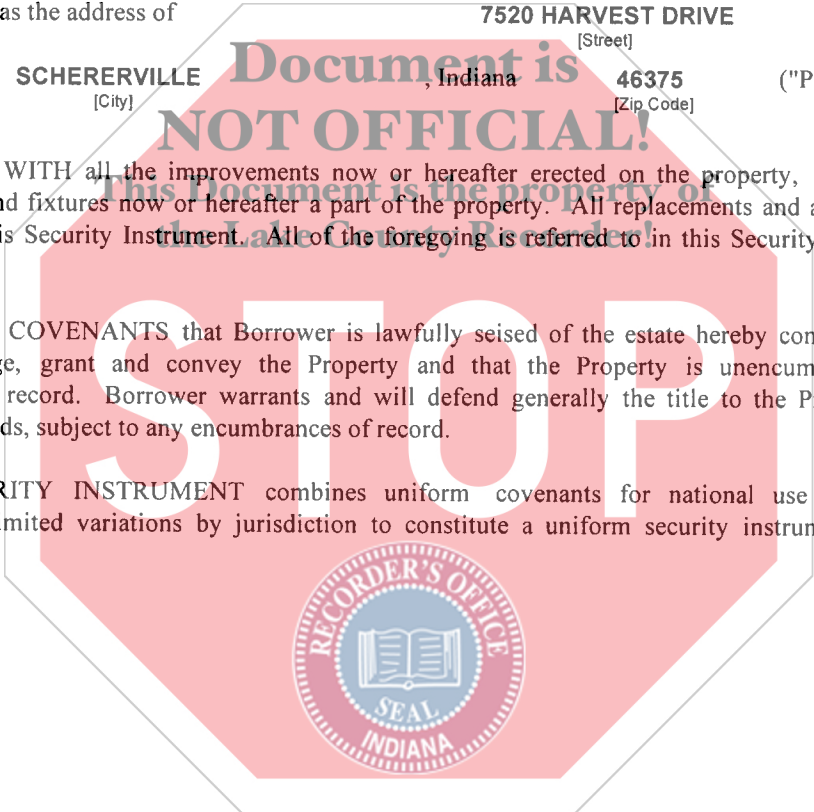 as the address of 7520 HARVEST DRIVE
[Street]
SCHERERVILLE , Indiana 46375 ("P
[City] [Zip Code]
Document is
NOT OFFICIAL!
This Document is the property of
the Lake County Recorder!
WITH all the improvements now or hereafter erected on the property,
nd fixtures now or hereafter a part of the property. All replacements and a
is Security Instrument. All of the foregoing is referred to in this Security
COVENANTS that Borrower is lawfully seised of the estate hereby con
ge, grant and convey the Property and that the Property is unencum
record. Borrower warrants and will defend generally the title to the P
ds, subject to any encumbrances of record.
STOP
RITY INSTRUMENT combines uniform covenants for national use
mited variations by jurisdiction to constitute a uniform security instrum
RECORDER'S OFFICE
SEAL
INDIANA